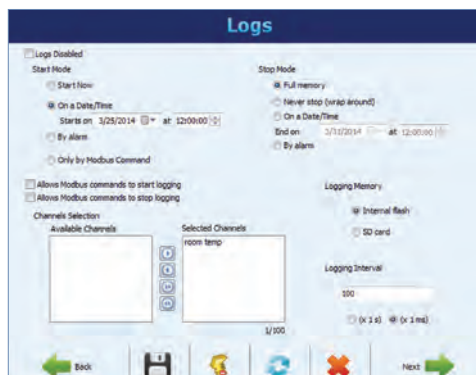 Logs
Logs Disabled
Start Mode
Start Now
On a Date/Time
Starts on 3/25/2014 at 12:00:00
By alarm
Only by Modbus Command
Stop Mode
Full memory
Never stop (wrap around)
On a Date/Time
End on 3/31/2014 at 12:00:00
By alarm
Allows Modbus commands to start logging
Allows Modbus commands to stop logging
Channels Selection
Available Channels
Selected Channels
room temp
1/100
Logging Memory
Internal flash
SD card
Logging Interval
100
(x 1 s) (x 1 ms)
Back
Next